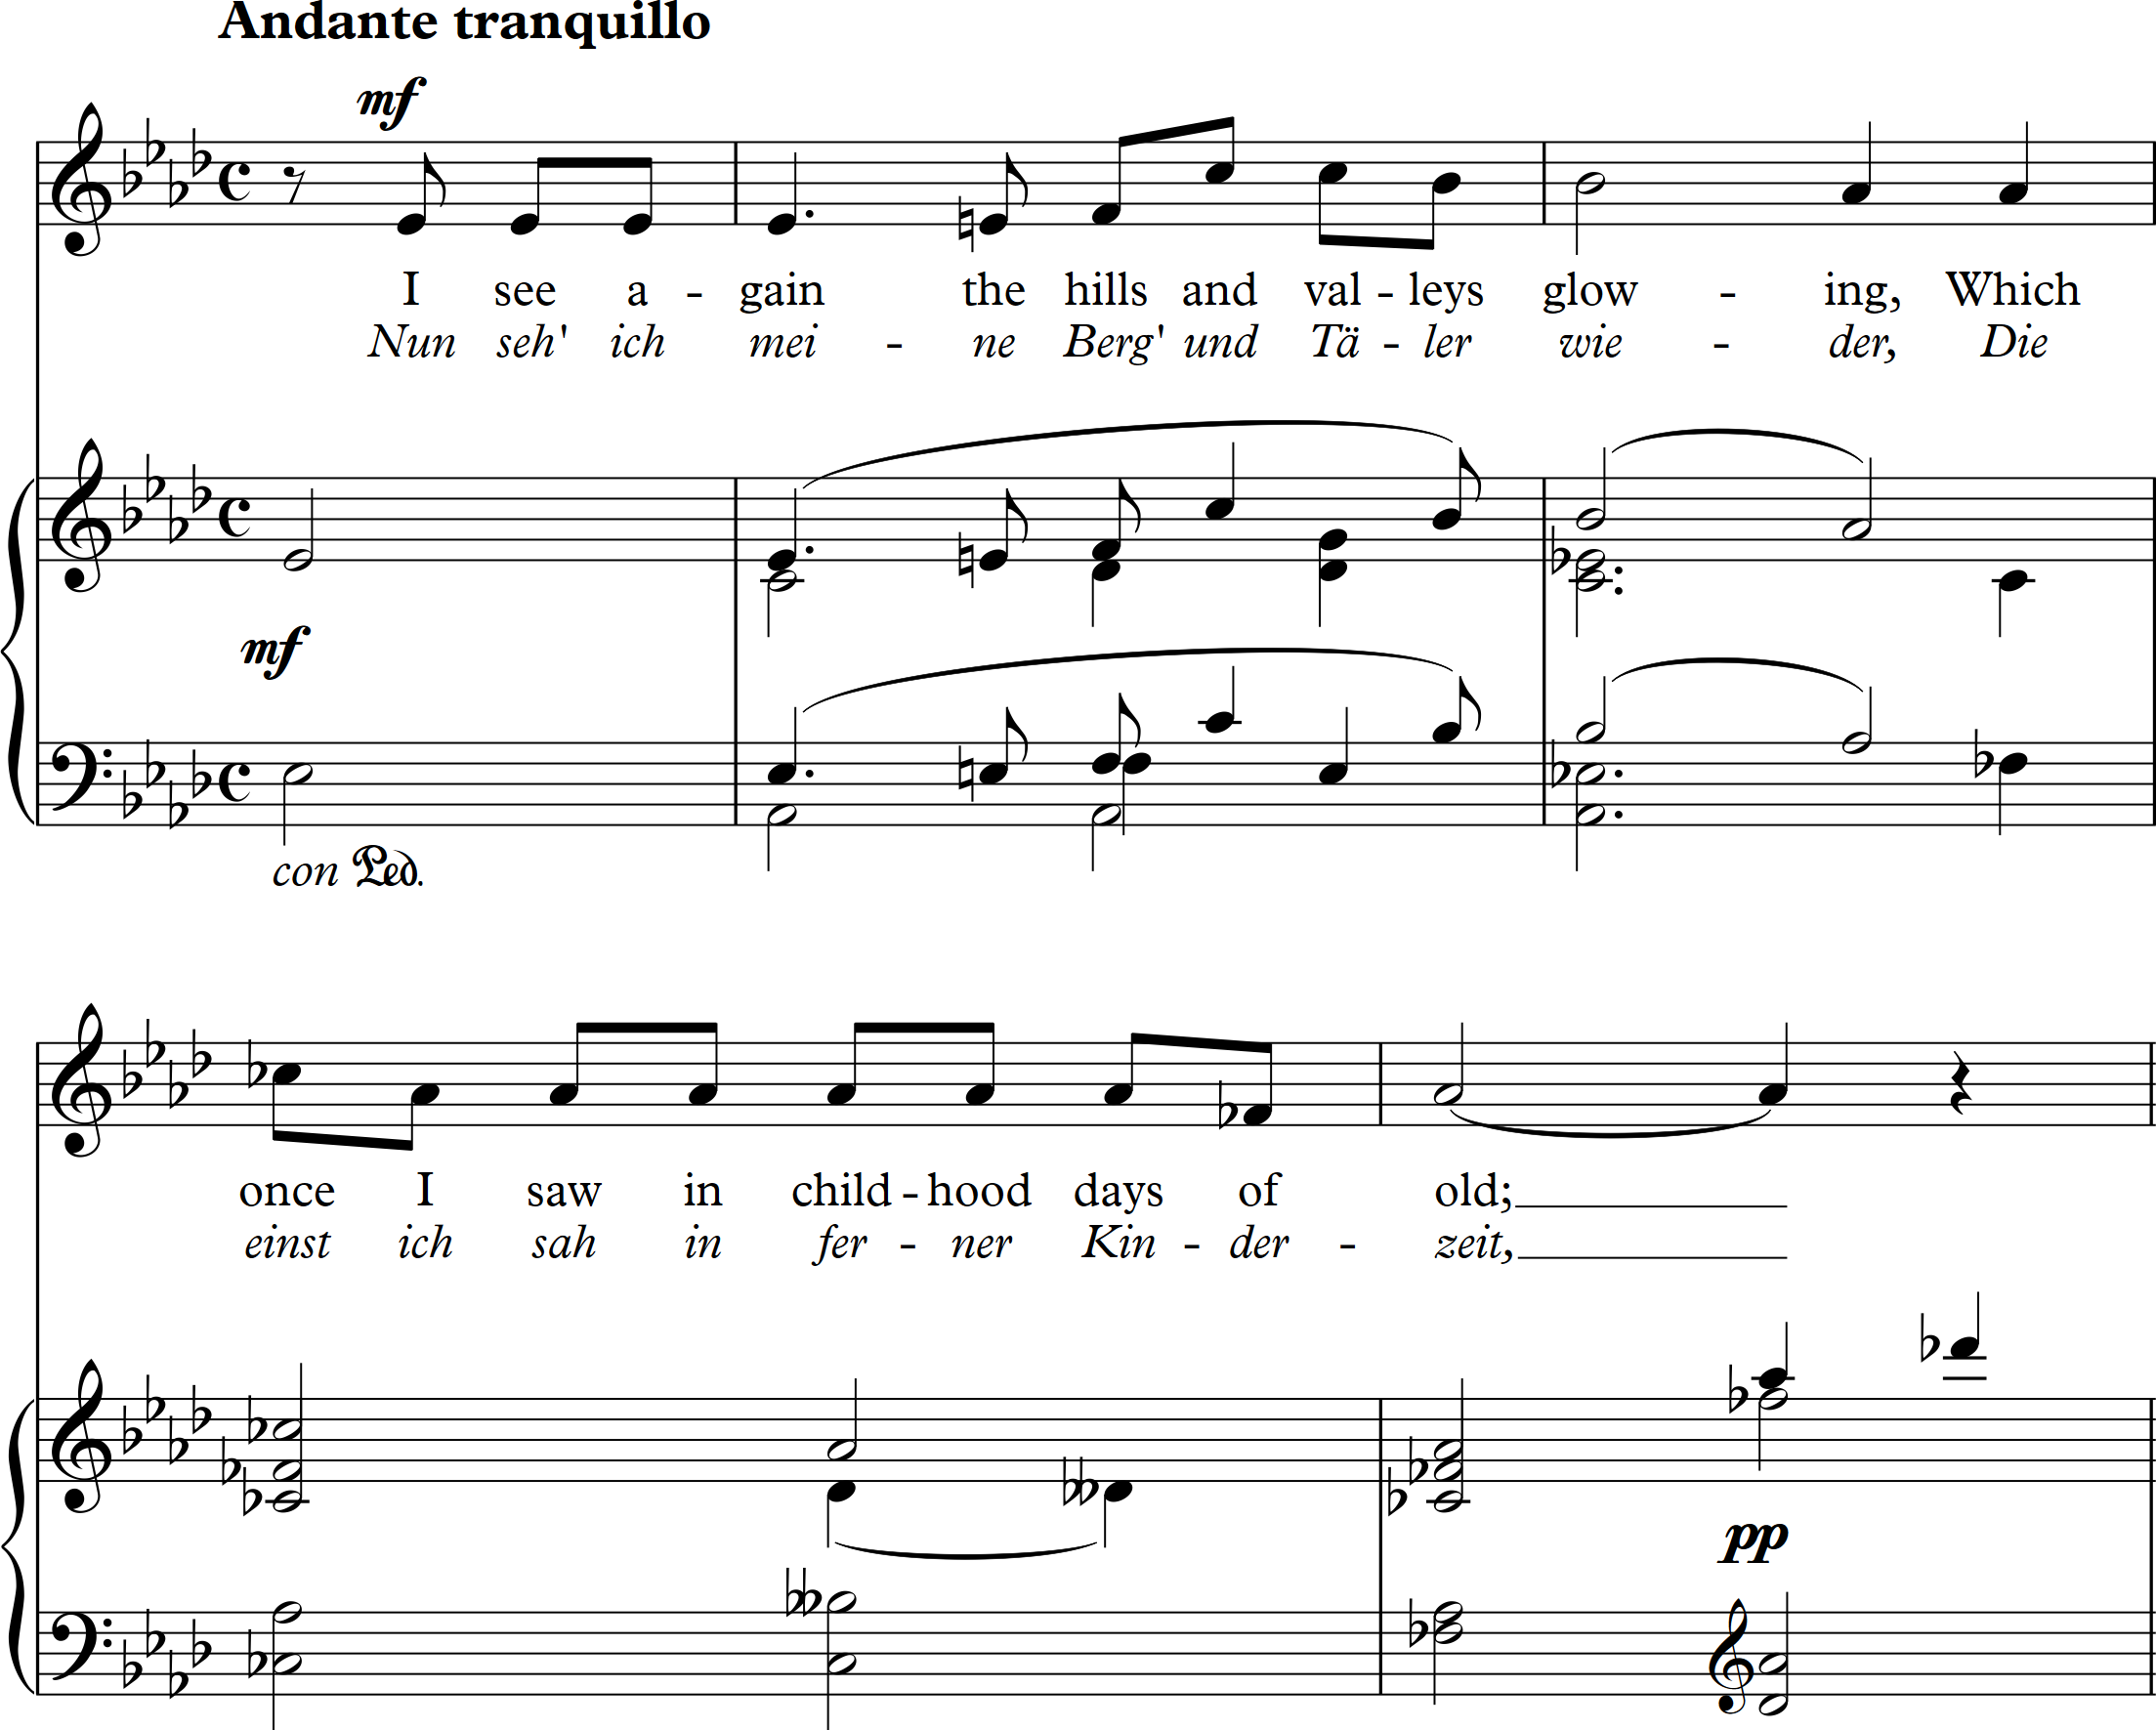 Andante tranquillo
mf
I see a - gain the hills and val - leys glow - ing, Which
Nun seh' ich mei - ne Berg' und Tä - ler wie - der, Die
mf
con Ped.
once I saw in child - hood days of old;
einst ich sah in fer - ner Kin - der - zeit,
pp